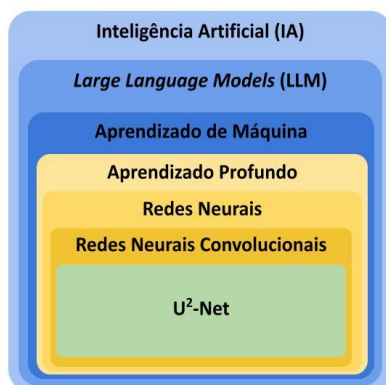 Inteligência Artificial (IA)
Large Language Models (LLM)
Aprendizado de Máquina
Aprendizado Profundo
Redes Neurais
Redes Neurais Convolucionais
U²-Net